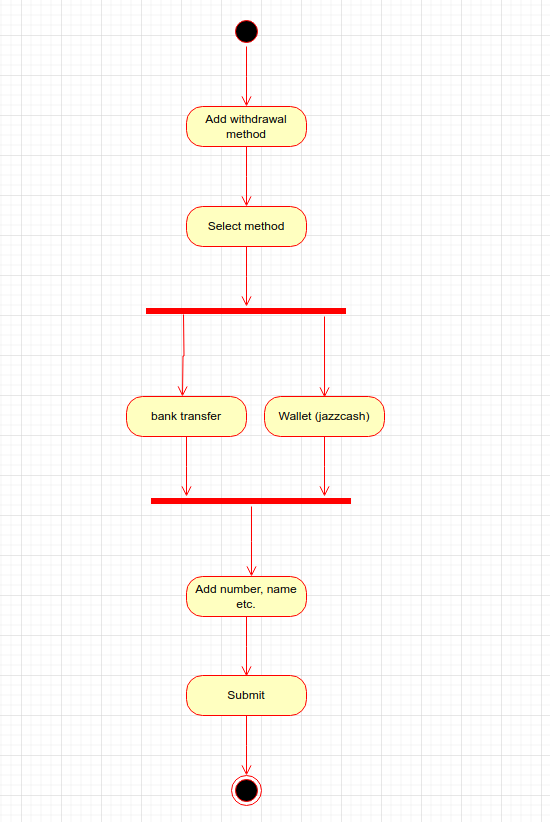 Add withdrawal
method
Select method
bank transfer
Wallet (jazzcash)
Add number, name
etc.
Submit